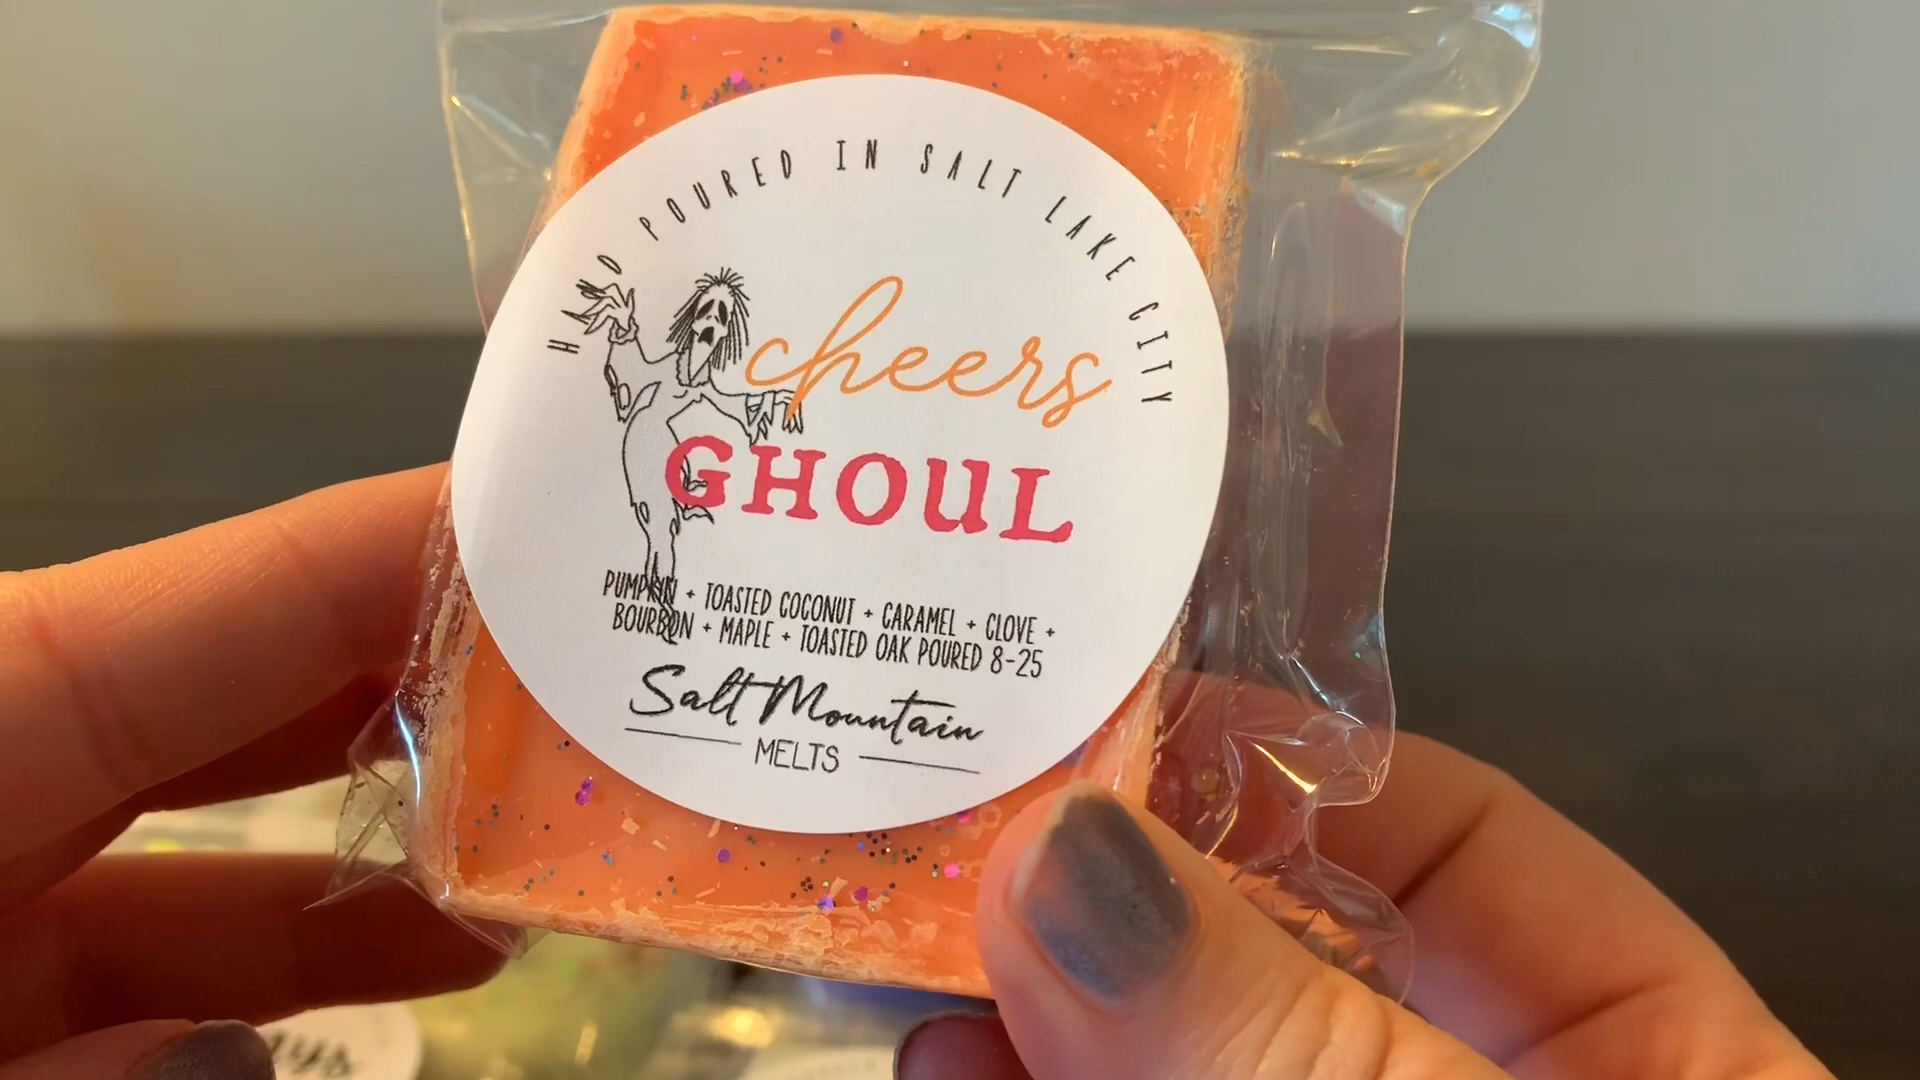 HAND POURED IN SALT LAKE CITY
cheers
GHOUL
PUMPKIN + TOASTED COCONUT + CARAMEL + CLOVE +
BOURBON + MAPLE + TOASTED OAK POURED 8-25
Salt Mountain
MELTS